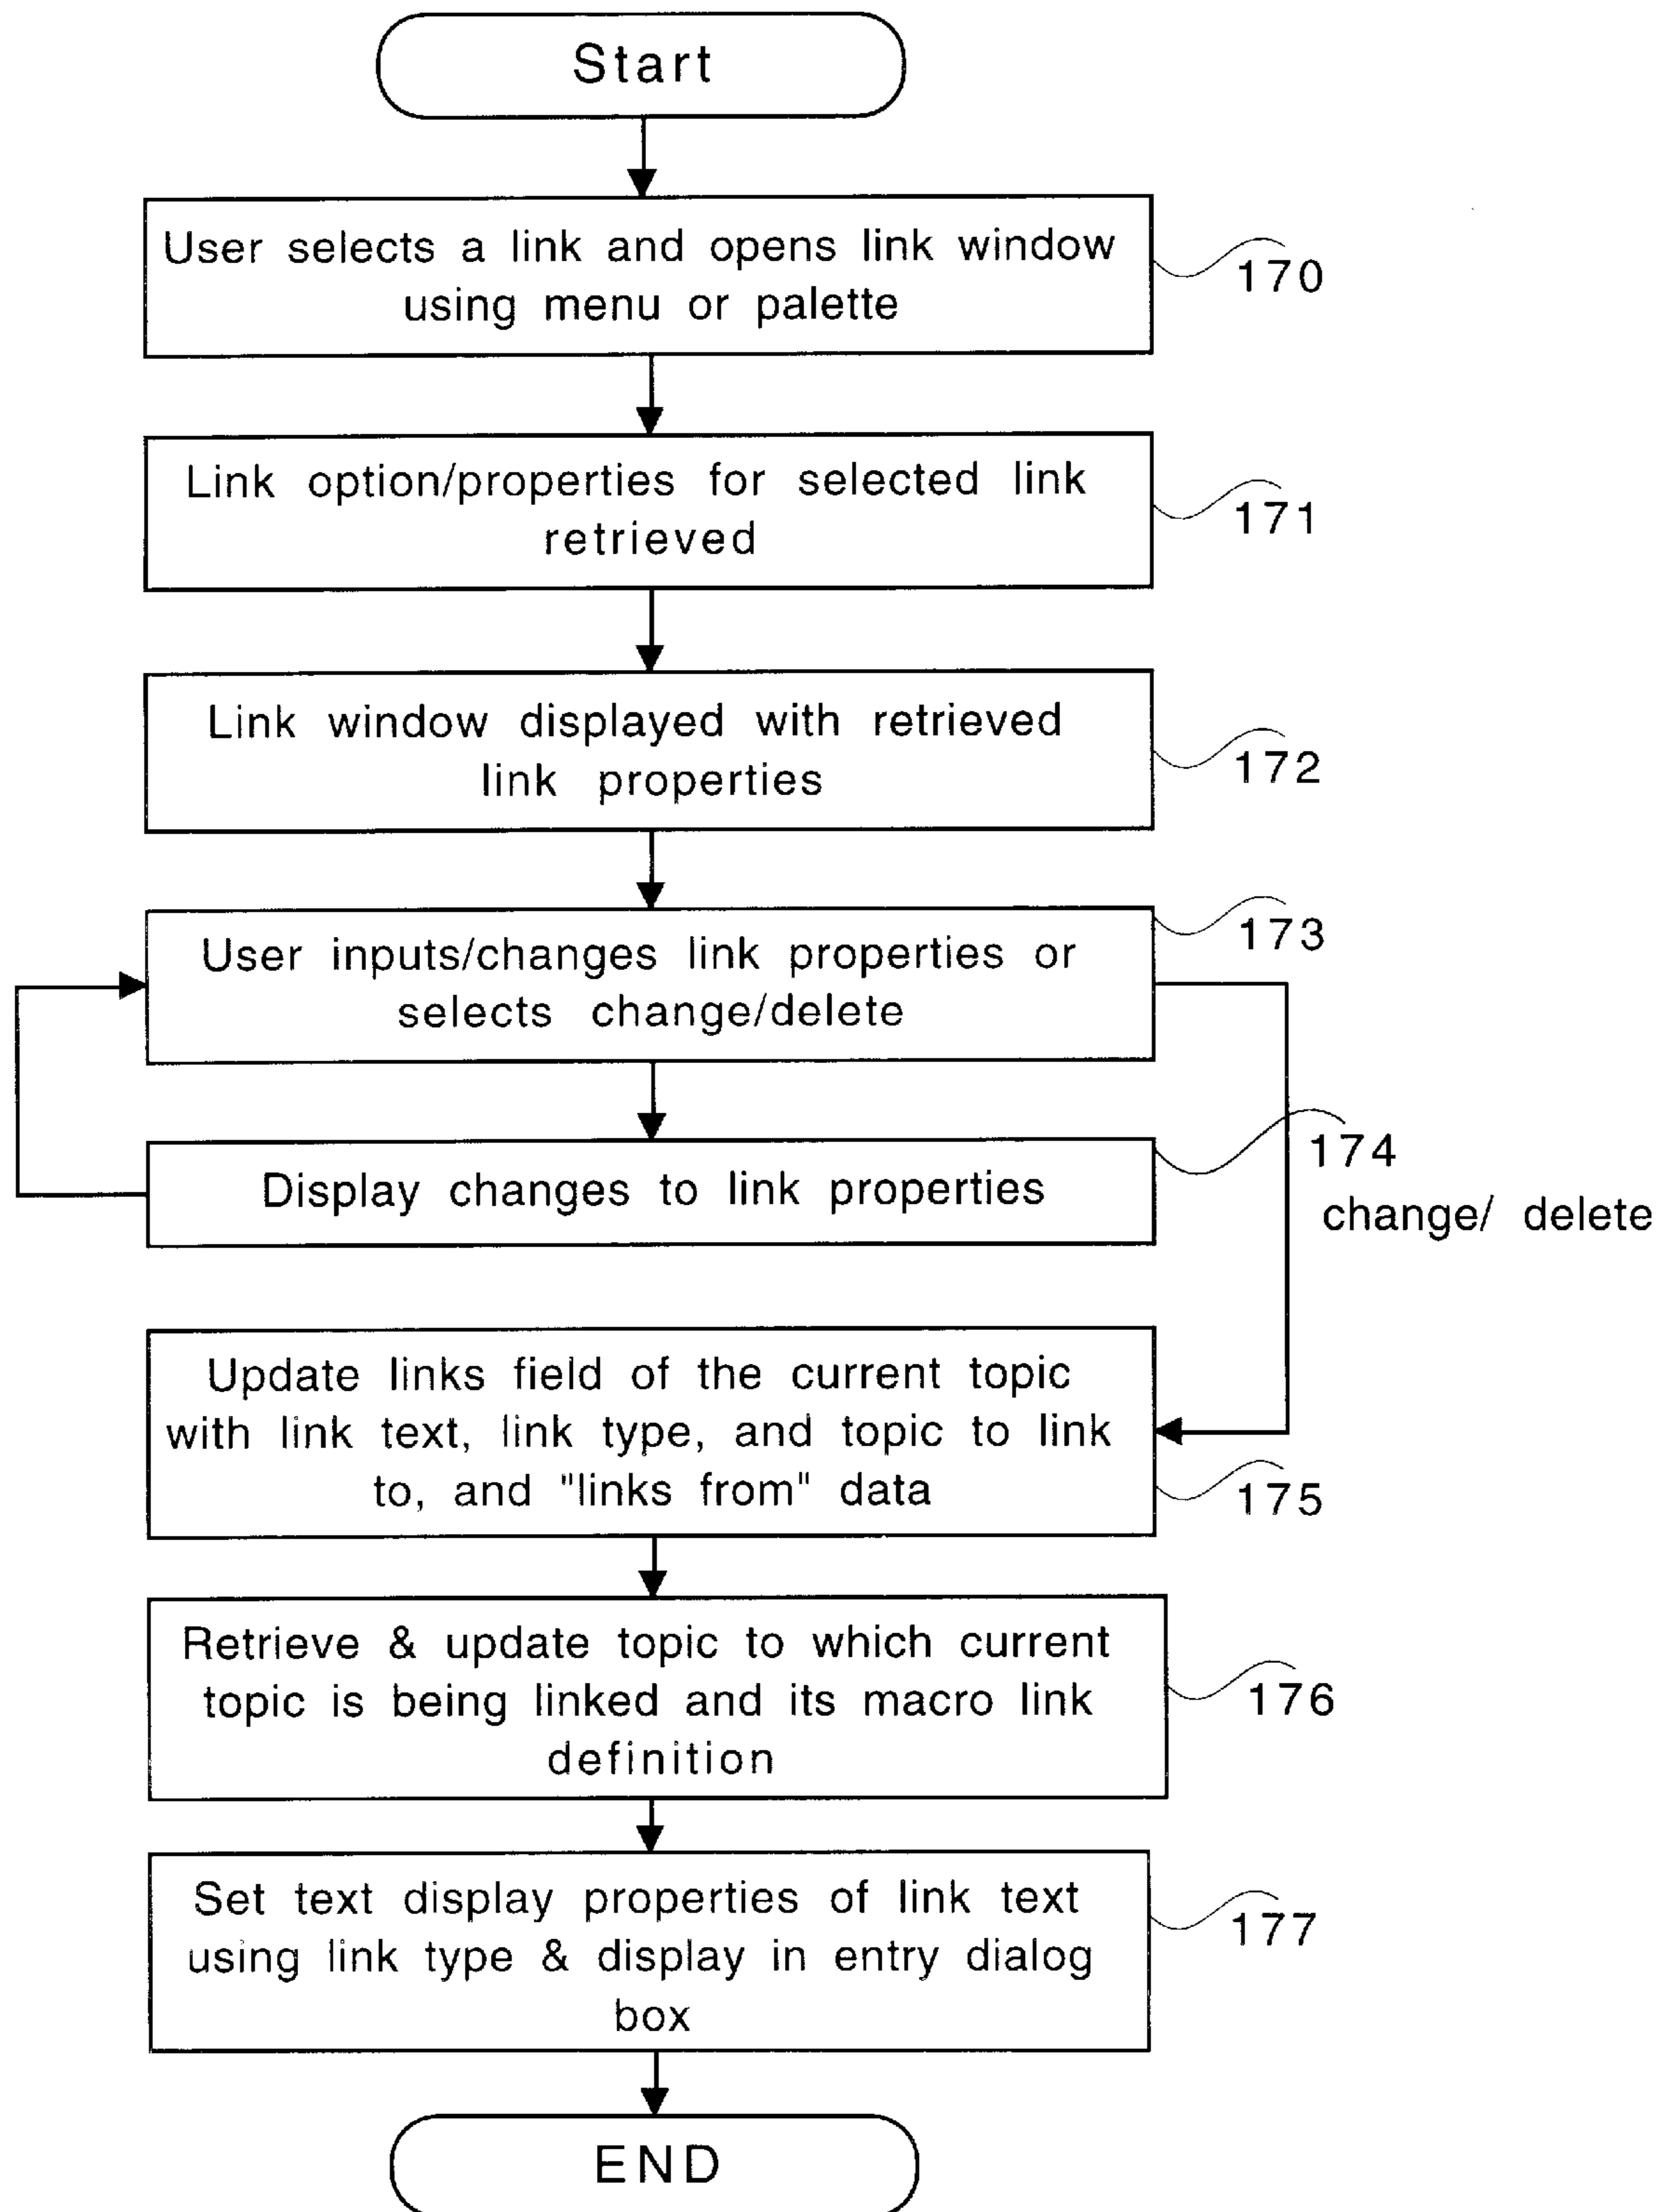 Start
User selects a link and opens link window
using menu or palette
170
Link option/properties for selected link
retrieved
171
Link window displayed with retrieved
link properties
172
User inputs/changes link properties or
selects change/delete
173
Display changes to link properties
174
change/ delete
Update links field of the current topic
with link text, link type, and topic to link
to, and "links from" data
175
Retrieve & update topic to which current
topic is being linked and its macro link
definition
176
Set text display properties of link text
using link type & display in entry dialog
box
177
END